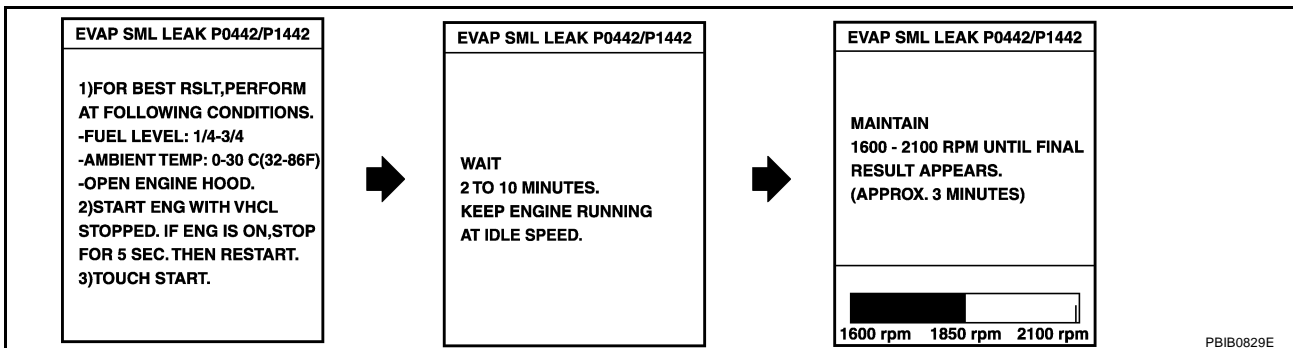 EVAP SML LEAK P0442/P1442
1)FOR BEST RSLT,PERFORM
AT FOLLOWING CONDITIONS.
-FUEL LEVEL: 1/4-3/4
-AMBIENT TEMP: 0-30 C(32-86F)
-OPEN ENGINE HOOD.
2)START ENG WITH VHCL
STOPPED. IF ENG IS ON,STOP
FOR 5 SEC. THEN RESTART.
3)TOUCH START.
EVAP SML LEAK P0442/P1442
WAIT
2 TO 10 MINUTES.
KEEP ENGINE RUNNING
AT IDLE SPEED.
EVAP SML LEAK P0442/P1442
MAINTAIN
1600 - 2100 RPM UNTIL FINAL
RESULT APPEARS.
(APPROX. 3 MINUTES)
1600 rpm 1850 rpm 2100 rpm
PBIB0829E